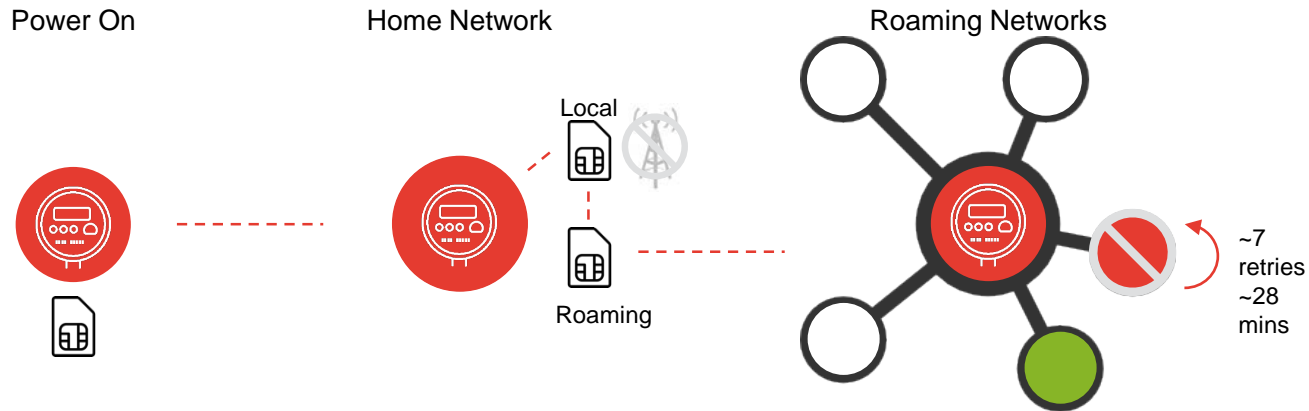 Power On
Home Network
Roaming Networks
Local
Roaming
~7
retries
~28
mins